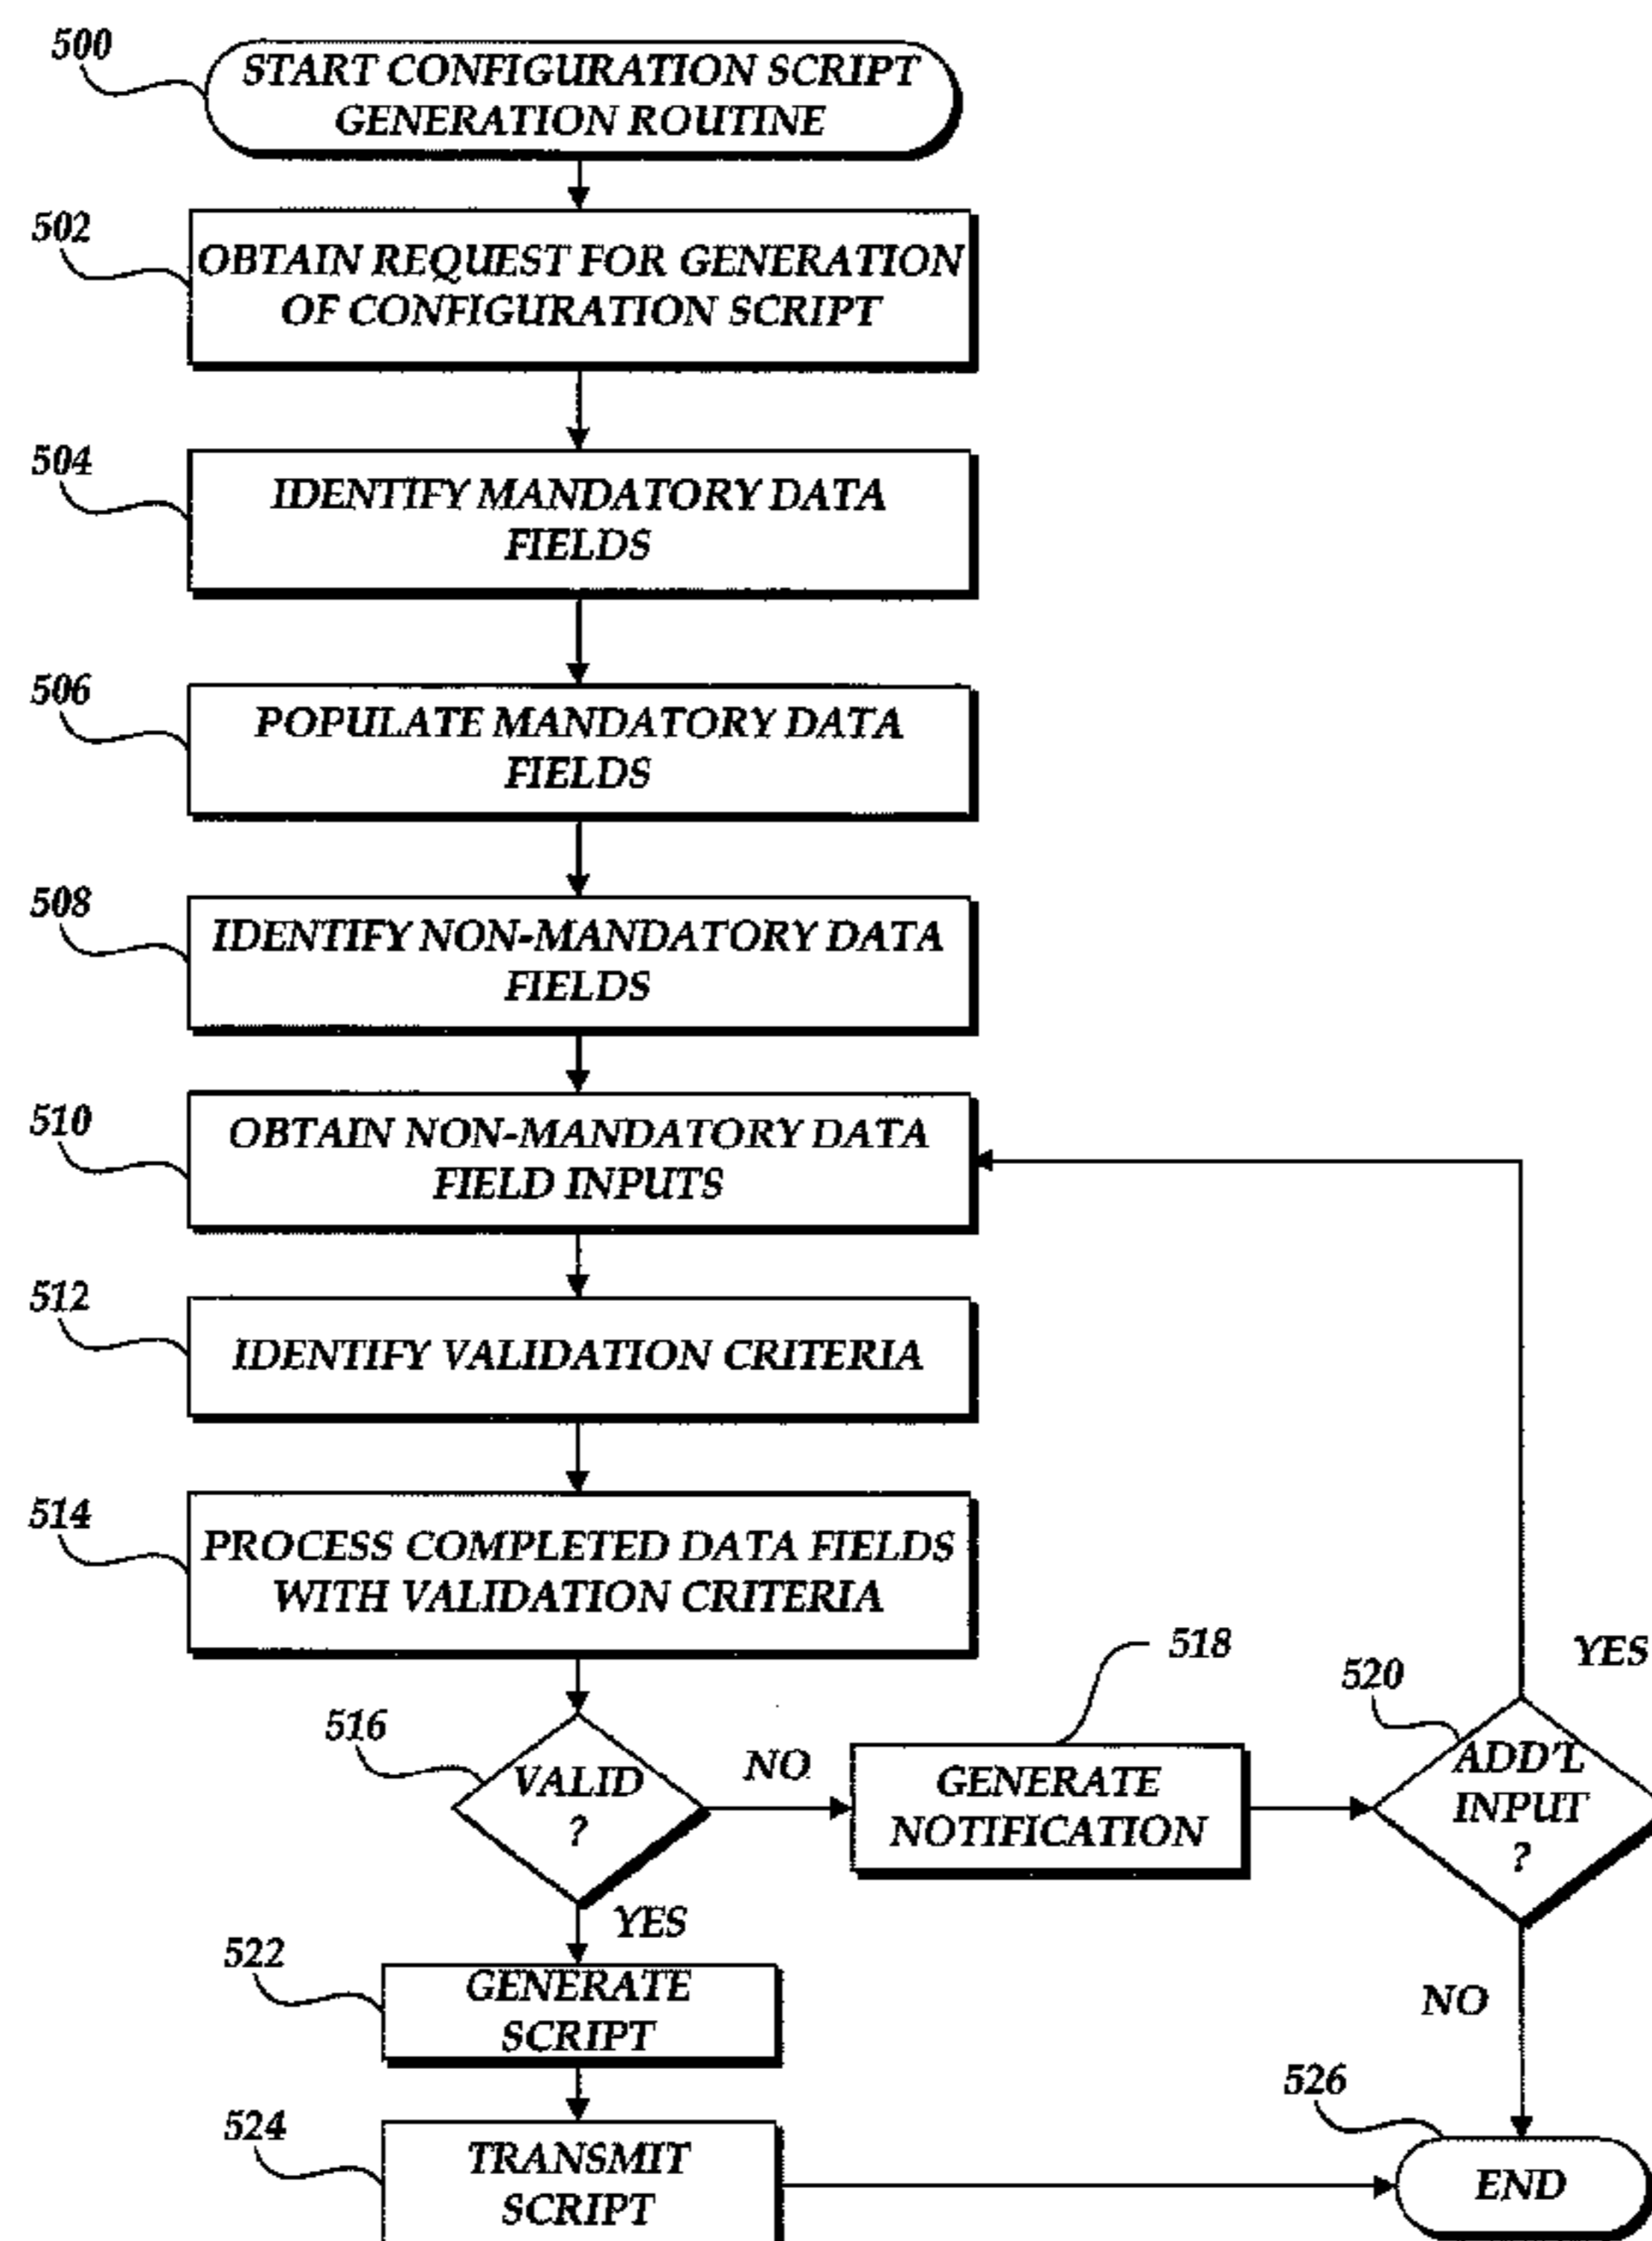 500
START CONFIGURATION SCRIPT
GENERATION ROUTINE
502
OBTAIN REQUEST FOR GENERATION
OF CONFIGURATION SCRIPT
504
IDENTIFY MANDATORY DATA
FIELDS
506
POPULATE MANDATORY DATA
FIELDS
508
IDENTIFY NON-MANDATORY DATA
FIELDS
510
OBTAIN NON-MANDATORY DATA
FIELD INPUTS
512
IDENTIFY VALIDATION CRITERIA
514
PROCESS COMPLETED DATA FIELDS
WITH VALIDATION CRITERIA
516
VALID
?
NO
518
GENERATE
NOTIFICATION
520
ADD'L
INPUT
?
YES
YES
NO
522
GENERATE
SCRIPT
524
TRANSMIT
SCRIPT
526
END